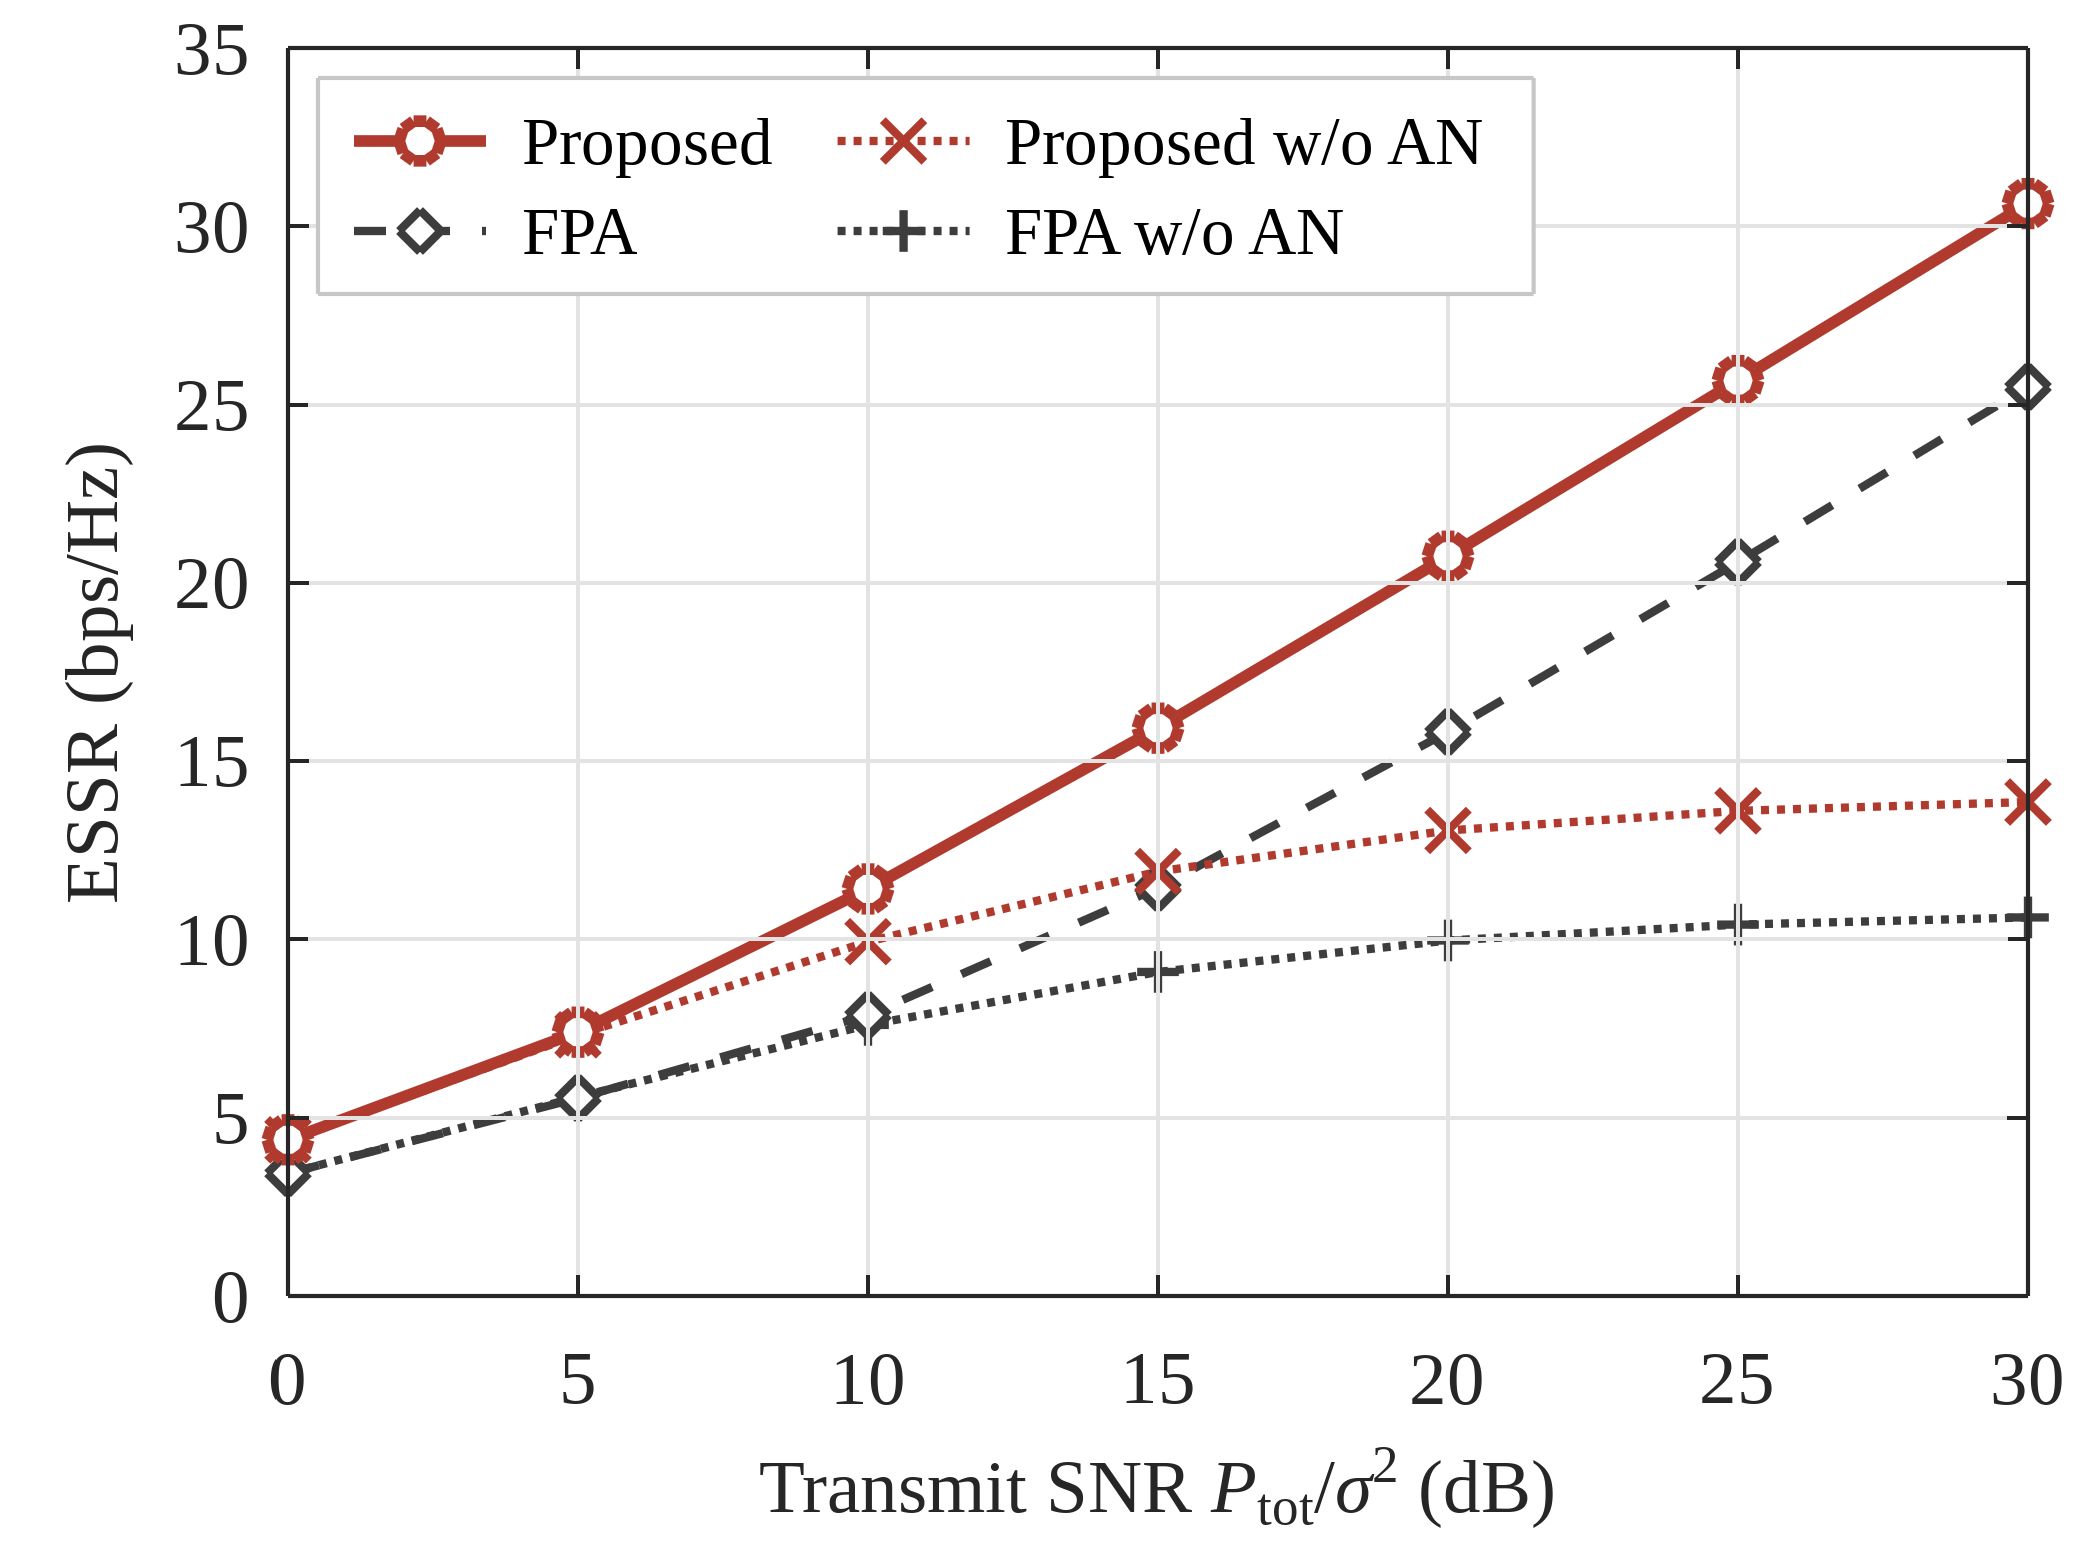 35
30
25
20
15
10
5
0
ESSR (bps/Hz)
Proposed
Proposed w/o AN
FPA
FPA w/o AN
0 5 10 15 20 25 30
Transmit SNR P_tot/σ² (dB)